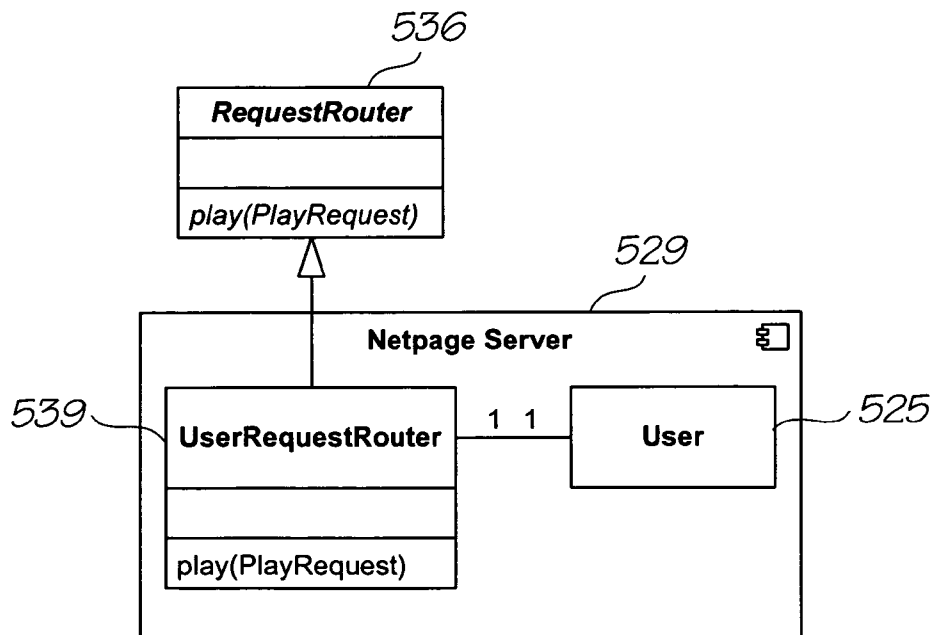 536
RequestRouter
play(PlayRequest)
529
Netpage Server
539
UserRequestRouter
1 1
User
525
play(PlayRequest)